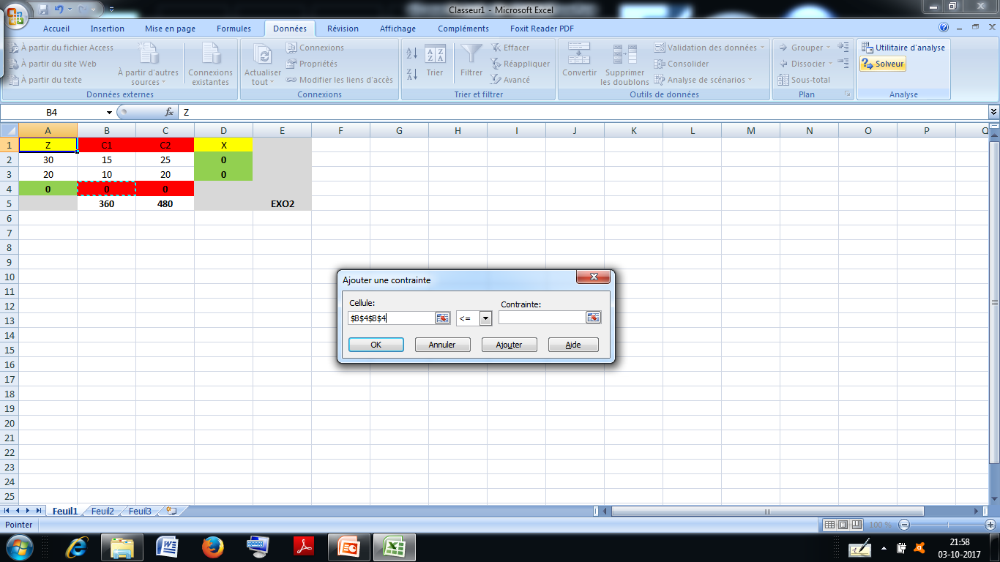 Classeur1 - Microsoft Excel
Accueil Insertion Mise en page Formules Données Révision Affichage Compléments Foxit Reader PDF
À partir du fichier Access
À partir du site Web
À partir du texte
À partir d'autres sources
Connexions existantes
Données externes
Actualiser tout
Connexions
Propriétés
Modifier les liens d'accès
Connexions
A Z
Z A
A Z
Z A
Trier
Filtrer
Effacer
Réappliquer
Avancé
Trier et filtrer
Convertir
Supprimer les doublons
Validation des données
Consolider
Analyse de scénarios
Outils de données
Grouper
Dissocier
Sous-total
Plan
Utilitaire d'analyse
Solveur
Analyse
B4 fx Z
A B C D E F G H I J K L M N O P Q
1 Z C1 C2 X
2 30 15 25 0
3 20 10 20 0
4 0 0 0
5 360 480 EXO2
6
7
8
9
10
11
12
13
14
15
16
17
18
19
20
21
22
23
24
25
Ajouter une contrainte
Cellule: Contrainte:
$B$4$B$4 <=
OK Annuler Ajouter Aide
Feuil1 Feuil2 Feuil3
Pointer 100 %
21:58
03-10-2017